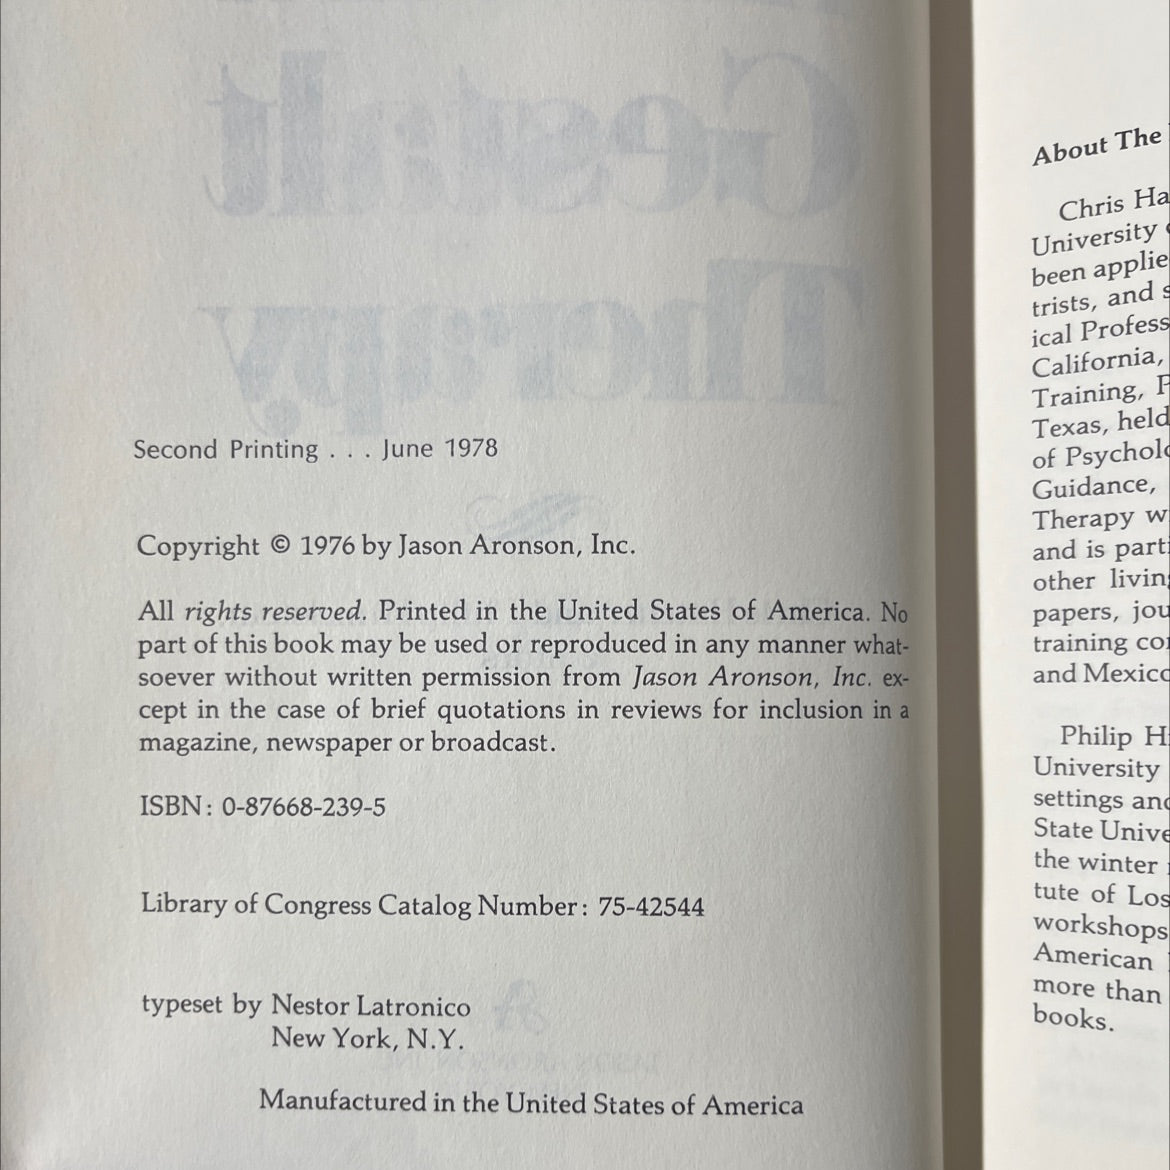 Gestalt
Therapy
Second Printing . . . June 1978
Copyright © 1976 by Jason Aronson, Inc.
All rights reserved. Printed in the United States of America. No
part of this book may be used or reproduced in any manner what-
soever without written permission from Jason Aronson, Inc. ex-
cept in the case of brief quotations in reviews for inclusion in a
magazine, newspaper or broadcast.
ISBN: 0-87668-239-5
Library of Congress Catalog Number: 75-42544
typeset by Nestor Latronico
New York, N.Y.
Manufactured in the United States of America
About The
Chris Ha
University
been applie
trists, and s
ical Profess
California,
Training,
Texas, held
of Psycholo
Guidance,
Therapy w
and is parti
other living
papers, jou
training con
and Mexico
Philip H
University
settings and
State Unive
the winter
tute of Los
workshops
American
more than
books.